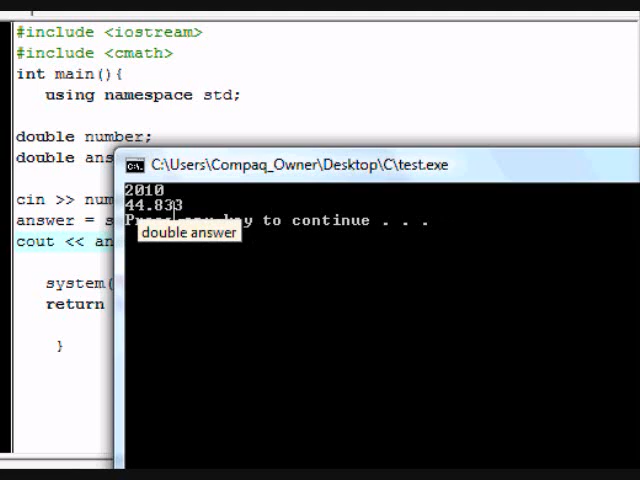 #include <iostream>
#include <cmath>
int main(){
using namespace std;
double number;
double ans
C:\Users\Compaq_Owner\Desktop\C\test.exe
cin >> num
2010
44.833
answer = s
Press any key to continue . . .
double answer
cout << an
system(
return
}